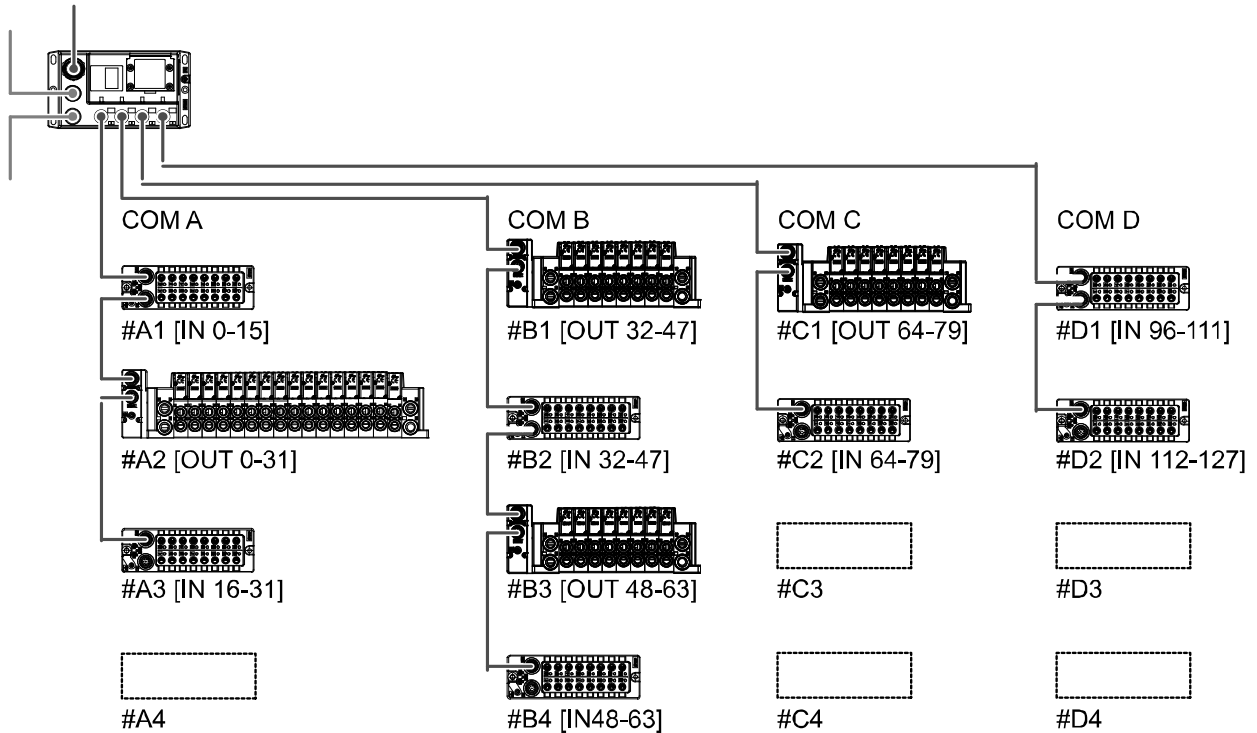 COM A
COM B
COM C
COM D
#A1 [IN 0-15]
#B1 [OUT 32-47]
#C1 [OUT 64-79]
#D1 [IN 96-111]
#A2 [OUT 0-31]
#B2 [IN 32-47]
#C2 [IN 64-79]
#D2 [IN 112-127]
#A3 [IN 16-31]
#B3 [OUT 48-63]
#C3
#D3
#A4
#B4 [IN48-63]
#C4
#D4